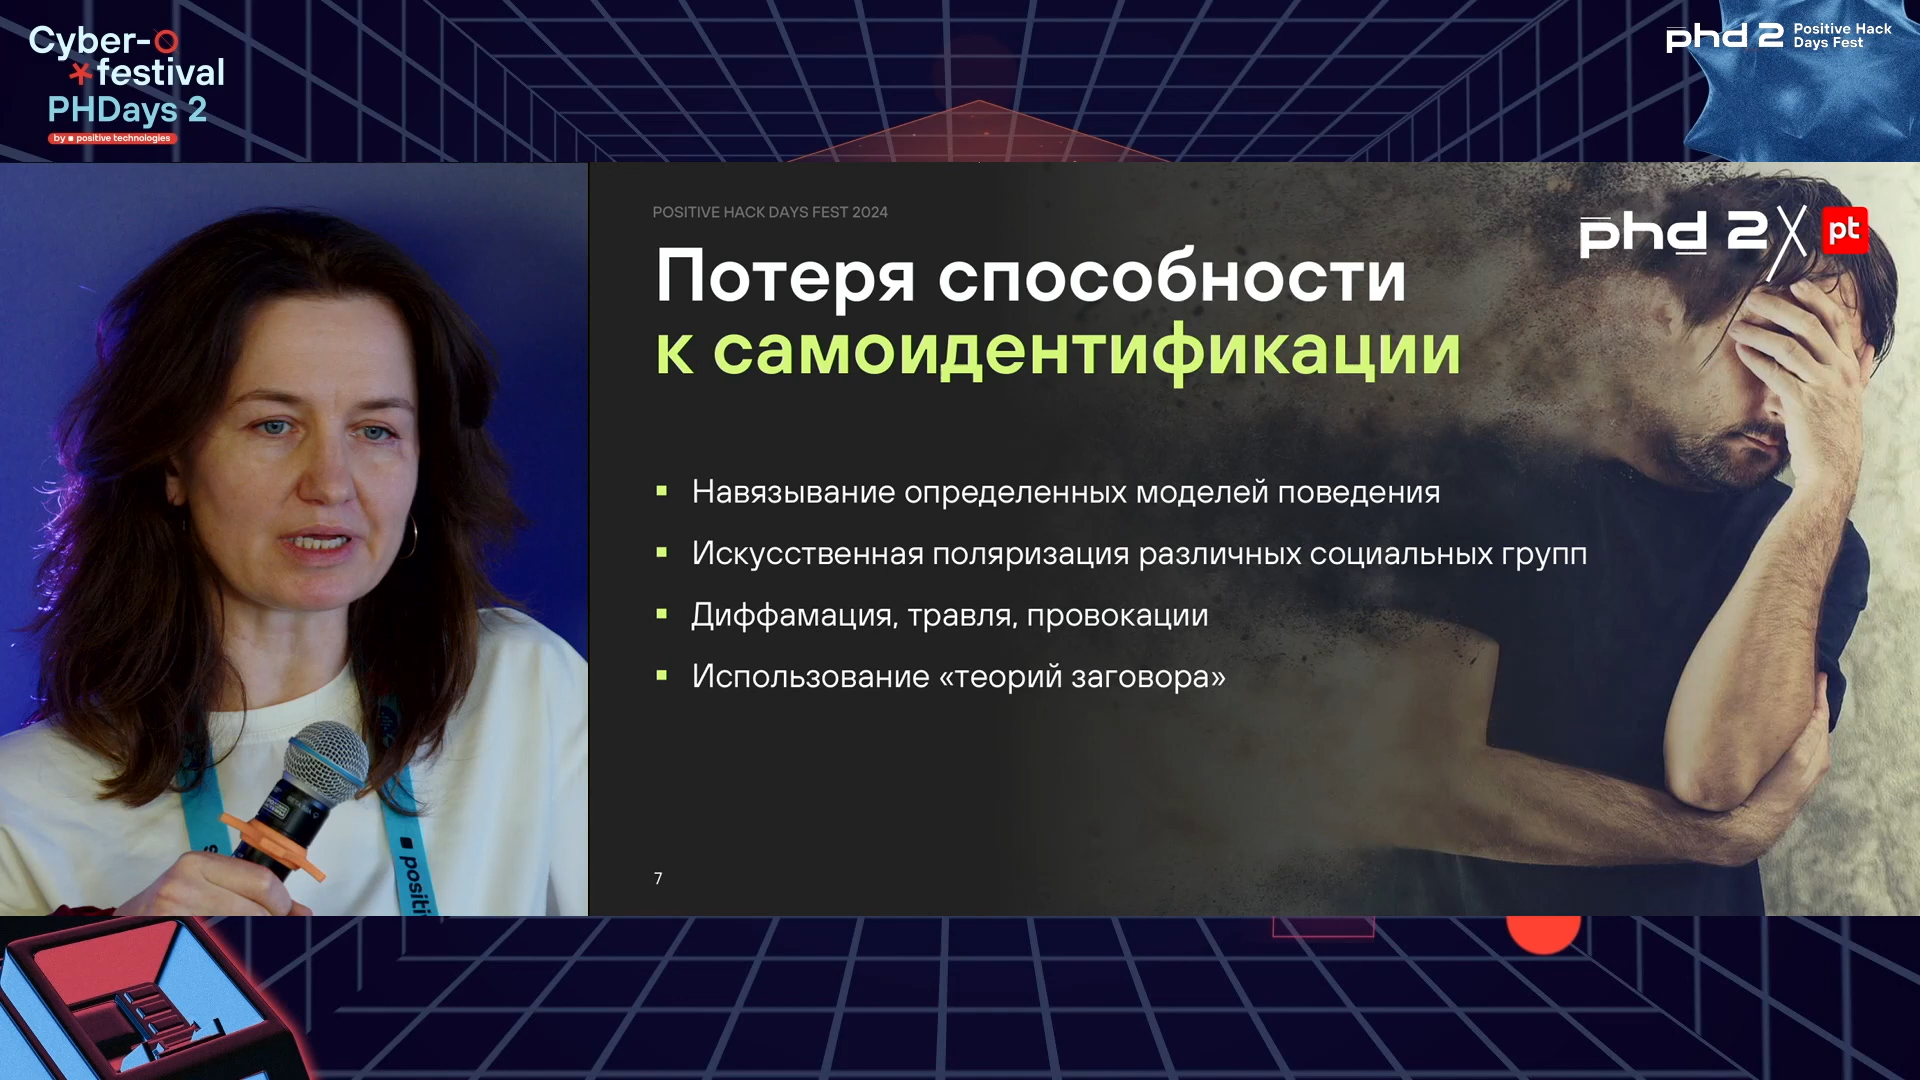 Cyber-
festival
PHDays 2
by positive technologies
phd 2 Positive Hack
Days Fest
POSITIVE HACK DAYS FEST 2024
phd 2 pt
Потеря способности
к самоидентификации
Навязывание определенных моделей поведения
Искусственная поляризация различных социальных групп
Диффамация, травля, провокации
Использование «теорий заговора»
7
positi